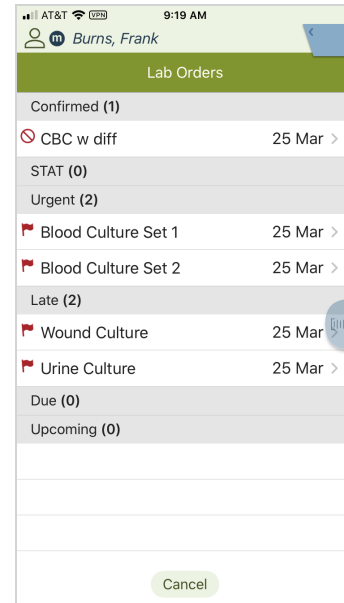 AT&T VPN 9:19 AM
m Burns, Frank
Lab Orders
Confirmed (1)
CBC w diff 25 Mar
STAT (0)
Urgent (2)
Blood Culture Set 1 25 Mar
Blood Culture Set 2 25 Mar
Late (2)
Wound Culture 25 Mar
Urine Culture 25 Mar
Due (0)
Upcoming (0)
Cancel